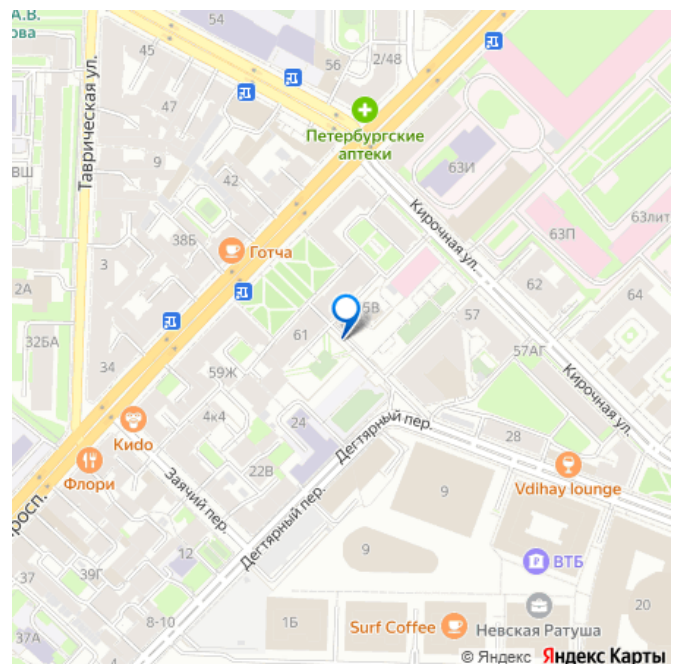 А.В.
ова
54
45
56
2/48
Таврическая ул.
47
Петербургские
аптеки
ВШ
9
63И
42
Кирочная ул.
63лит
38Б
63П
Готча
3
2А
62
64
5В
57
32БА
61
34
57АГ
59Ж
Кидо
4к4
24
Дегтярный пер.
Кирочная ул.
28
Флори
22В
Vdihay lounge
росп.
Заячий пер.
9
Дегтярный пер.
12
9
ВТБ
37
39Г
20
8-10
1Б
Surf Coffee
Невская Ратуша
37А
© Яндекс Яндекс Карты